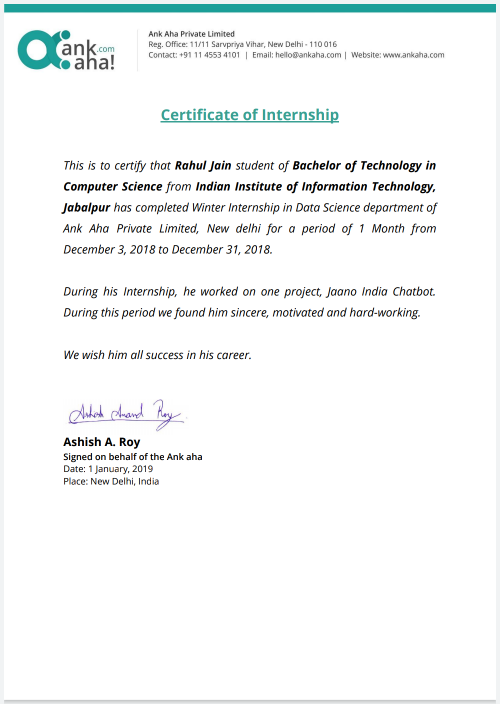 ank.com
aha!
Ank Aha Private Limited
Reg. Office: 11/11 Sarvpriya Vihar, New Delhi - 110 016
Contact: +91 11 4553 4101 | Email: hello@ankaha.com | Website: www.ankaha.com
Certificate of Internship
This is to certify that Rahul Jain student of Bachelor of Technology in
Computer Science from Indian Institute of Information Technology,
Jabalpur has completed Winter Internship in Data Science department of
Ank Aha Private Limited, New delhi for a period of 1 Month from
December 3, 2018 to December 31, 2018.
During his Internship, he worked on one project, Jaano India Chatbot.
During this period we found him sincere, motivated and hard-working.
We wish him all success in his career.
Ashish Anand Roy
Ashish A. Roy
Signed on behalf of the Ank aha
Date: 1 January, 2019
Place: New Delhi, India